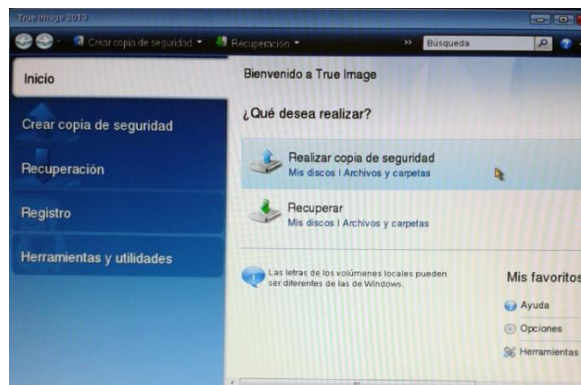 True Image 2013
Crear copia de seguridad
Recuperación
Búsqueda
Inicio
Crear copia de seguridad
Recuperación
Registro
Herramientas y utilidades
Bienvenido a True Image
¿Qué desea realizar?
Realizar copia de seguridad
Mis discos | Archivos y carpetas
Recuperar
Mis discos | Archivos y carpetas
Las letras de los volúmenes locales pueden
ser diferentes de las de Windows.
Mis favoritos
Ayuda
Opciones
Herramientas